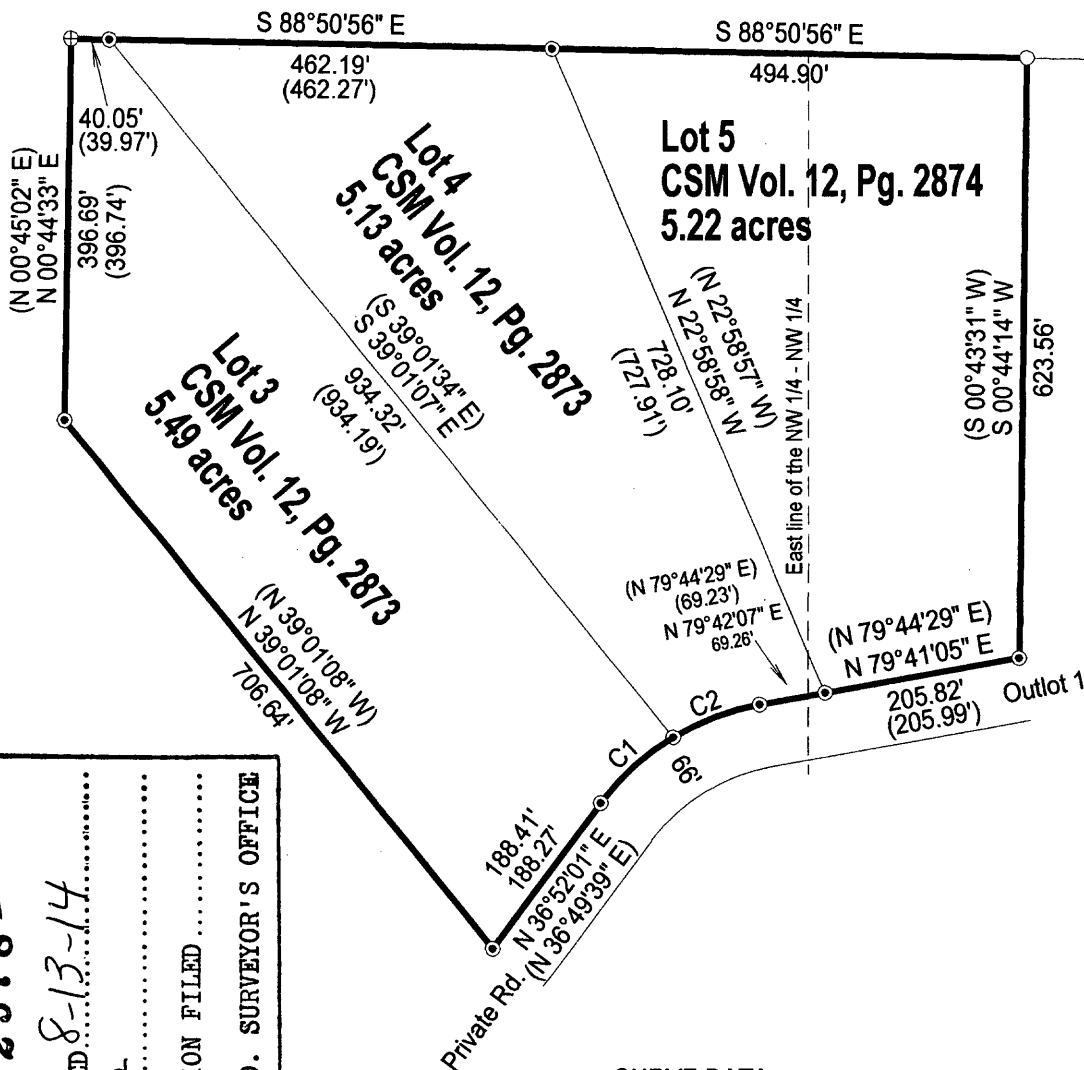 S 88°50'56" E
462.19'
(462.27')
S 88°50'56" E
494.90'
40.05'
(39.97')
(N 00°45'02" E)
N 00°44'33" E
396.69'
(396.74')
Lot 4
CSM Vol. 12, Pg. 2873
5.13 acres
Lot 5
CSM Vol. 12, Pg. 2874
5.22 acres
(S 39°01'34" E)
S 39°01'07" E
934.32'
(934.19')
(N 22°58'57" W)
N 22°58'58" W
728.10'
(727.91')
East line of the NW 1/4 - NW 1/4
(S 00°43'31" W)
S 00°44'14" W
623.56'
Lot 3
CSM Vol. 12, Pg. 2873
5.49 acres
(N 39°01'08" W)
N 39°01'08" W
706.64'
(N 79°44'29" E)
(69.23')
N 79°42'07" E
69.26'
(N 79°44'29" E)
N 79°41'05" E
205.82'
(205.99')
Outlot 1
C2
C1
66'
188.41'
188.27'
N 36°52'01" E
(N 36°49'39" E)
Private Rd.
8-13-14
ION FILED
SURVEYOR'S OFFICE